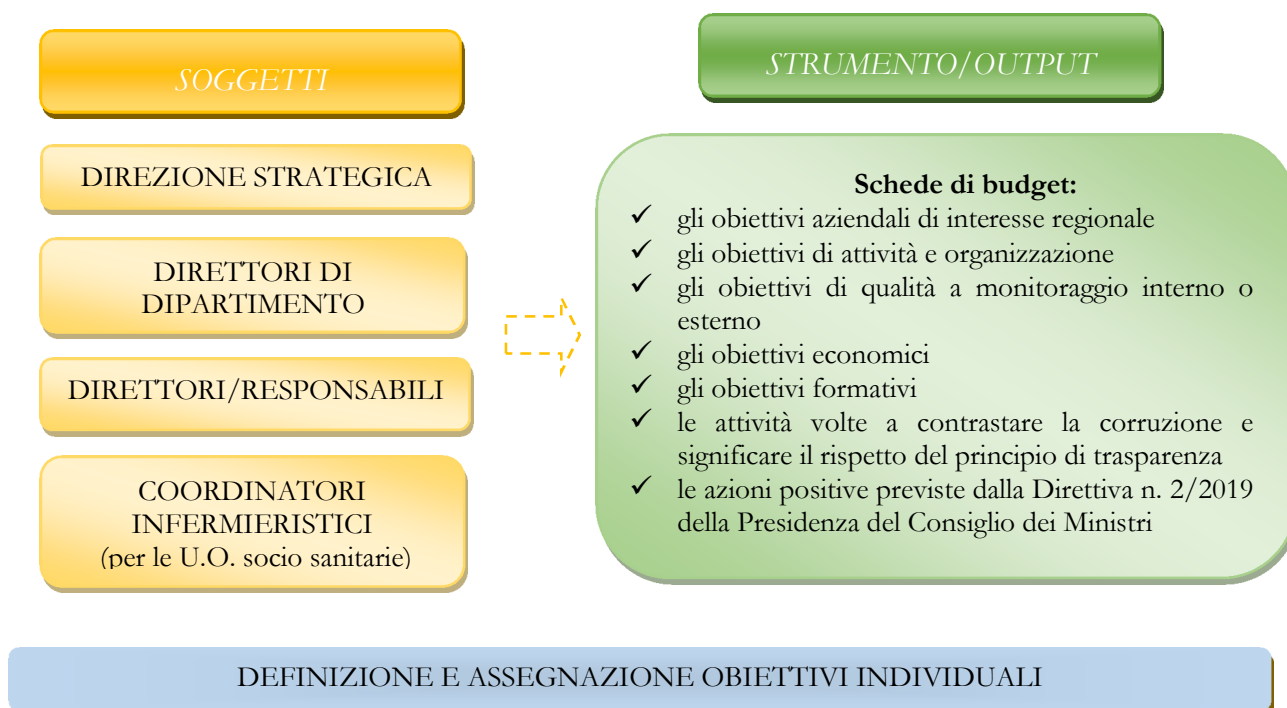 SOGGETTI
DIREZIONE STRATEGICA
DIRETTORI DI
DIPARTIMENTO
DIRETTORI/RESPONSABILI
COORDINATORI
INFERMIERISTICI
(per le U.O. socio sanitarie)
STRUMENTO/OUTPUT
Schede di budget:
✓ gli obiettivi aziendali di interesse regionale
✓ gli obiettivi di attività e organizzazione
✓ gli obiettivi di qualità a monitoraggio interno o
esterno
✓ gli obiettivi economici
✓ gli obiettivi formativi
✓ le attività volte a contrastare la corruzione e
significare il rispetto del principio di trasparenza
✓ le azioni positive previste dalla Direttiva n. 2/2019
della Presidenza del Consiglio dei Ministri
DEFINIZIONE E ASSEGNAZIONE OBIETTIVI INDIVIDUALI